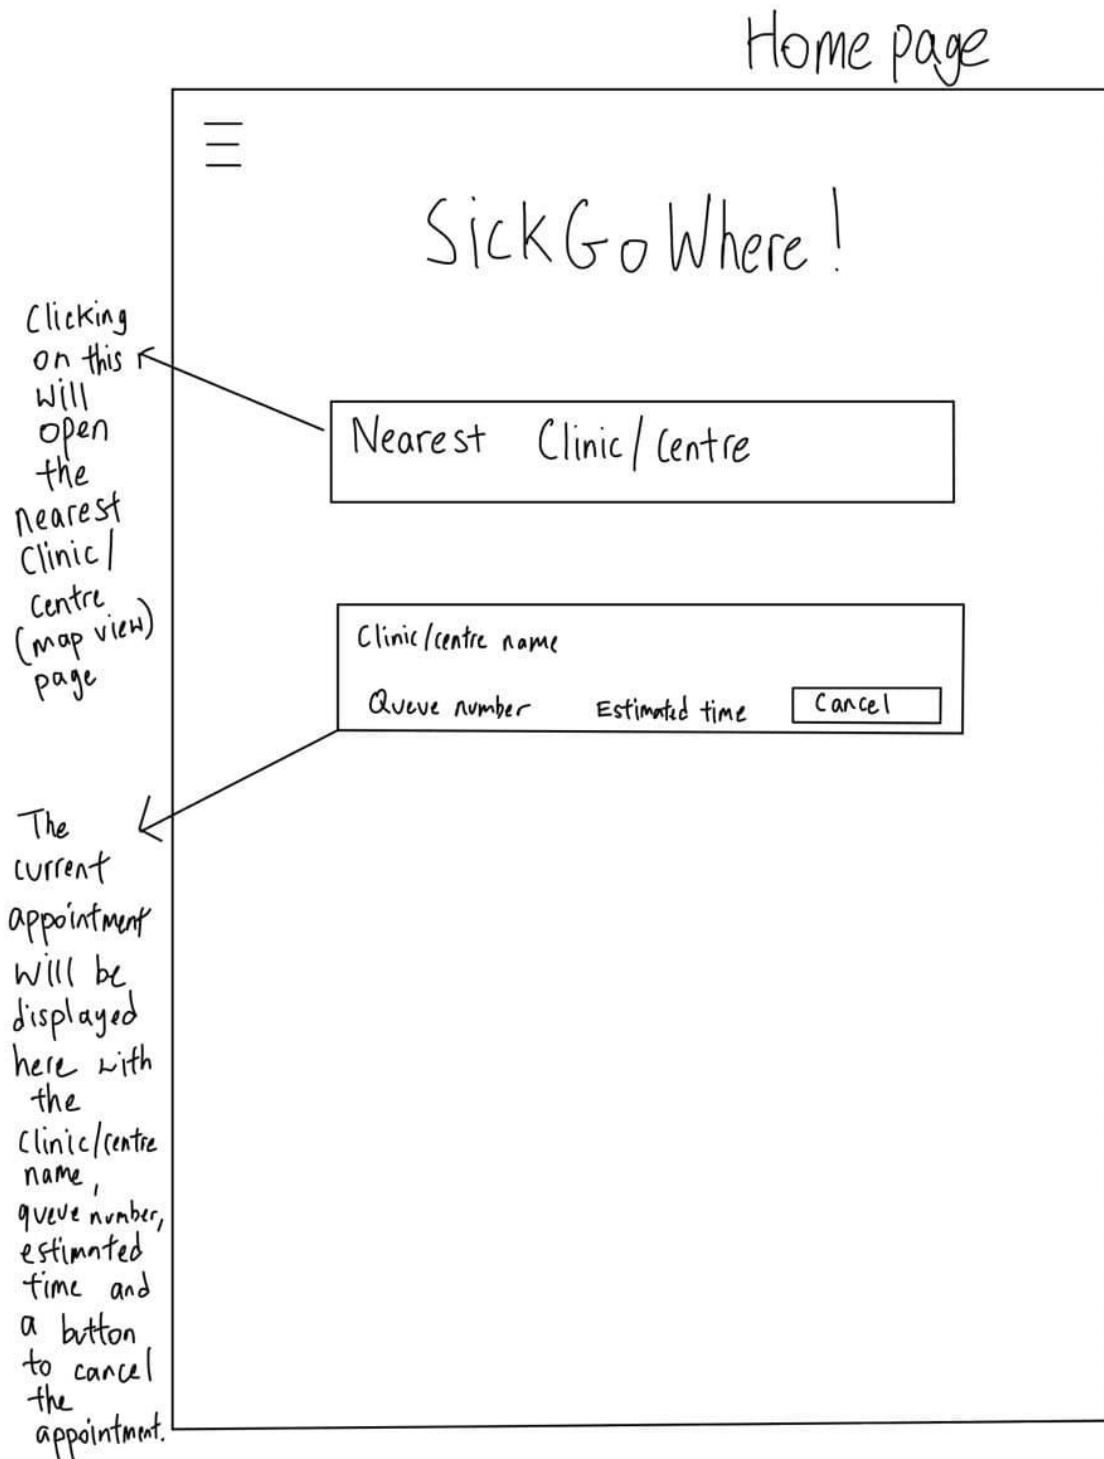 Home page
SickGoWhere!
Clicking
on this
will
open
the
nearest
Clinic/
Centre
(map view)
page
Nearest Clinic/Centre
Clinic/centre name
Queue number Estimated time Cancel
The
current
appointment
will be
displayed
here with
the
Clinic/centre
name,
queue number,
estimated
time and
a button
to cancel
the
appointment.